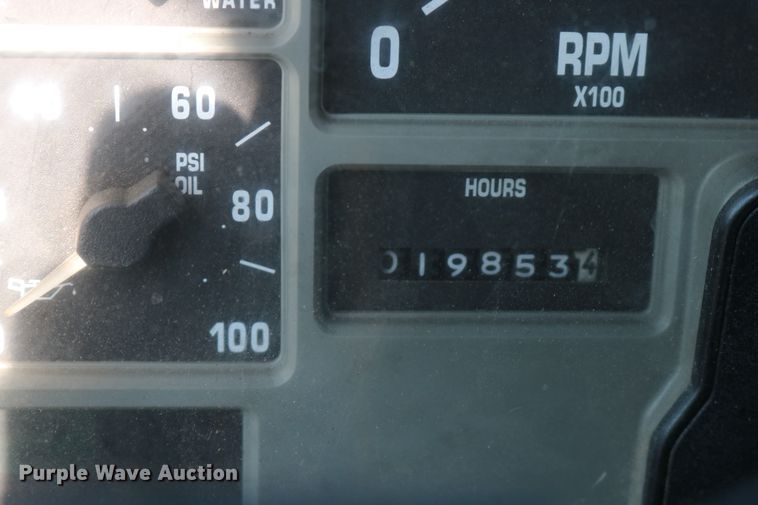 WATER
0
RPM
X100
60
PSI
OIL
80
100
HOURS
0198534
Purple Wave Auction